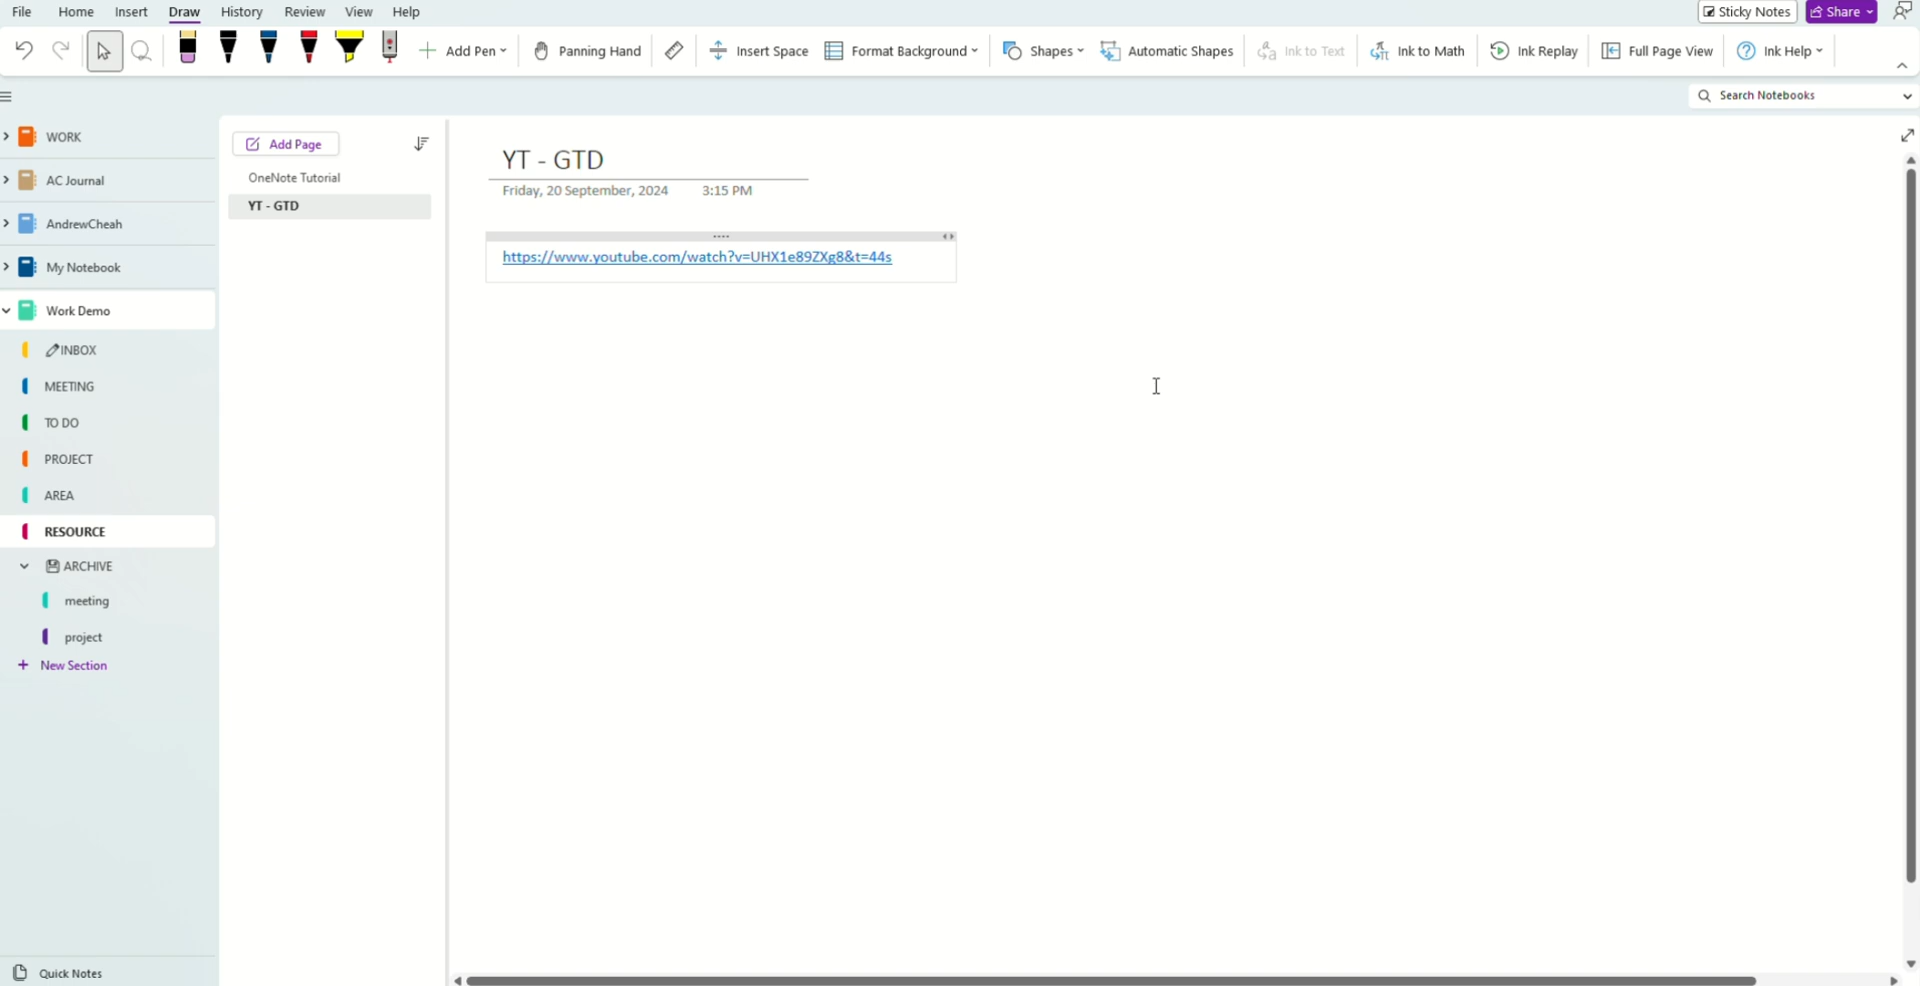 File Home Insert Draw History Review View Help Sticky Notes Share
Add Pen Panning Hand Insert Space Format Background Shapes Automatic Shapes Ink to Text Ink to Math Ink Replay Full Page View Ink Help
Search Notebooks
WORK
AC Journal
AndrewCheah
My Notebook
Work Demo
INBOX
MEETING
TO DO
PROJECT
AREA
RESOURCE
ARCHIVE
meeting
project
+ New Section
Quick Notes
Add Page
OneNote Tutorial
YT - GTD
YT - GTD
Friday, 20 September, 2024 3:15 PM
https://www.youtube.com/watch?v=UHX1e89ZXg8&t=44s